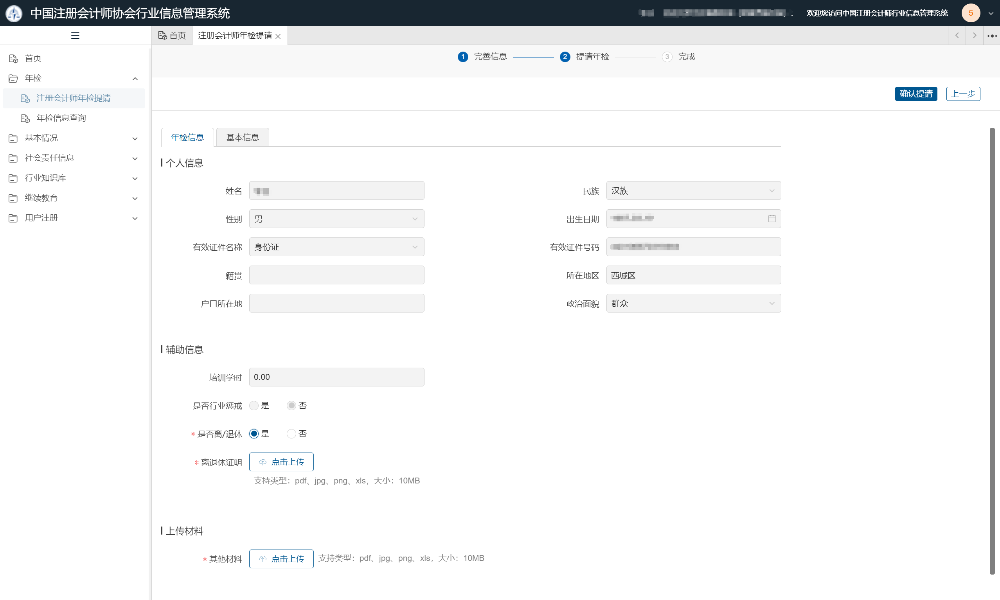 中国注册会计师协会行业信息管理系统
欢迎您访问中国注册会计师行业信息管理系统
5
首页
注册会计师年检提请
首页
年检
注册会计师年检提请
年检信息查询
基本情况
社会责任信息
行业知识库
继续教育
用户注册
1 完善信息 2 提请年检 3 完成
确认提请 上一步
年检信息 基本信息
个人信息
姓名
民族 汉族
性别 男
出生日期
有效证件名称 身份证
有效证件号码
籍贯
所在地区 西城区
户口所在地
政治面貌 群众
辅助信息
培训学时 0.00
是否行业惩戒 是 否
* 是否离/退休 是 否
* 离退休证明 点击上传
支持类型：pdf、jpg、png、xls，大小：10MB
上传材料
* 其他材料 点击上传 支持类型：pdf、jpg、png、xls，大小：10MB